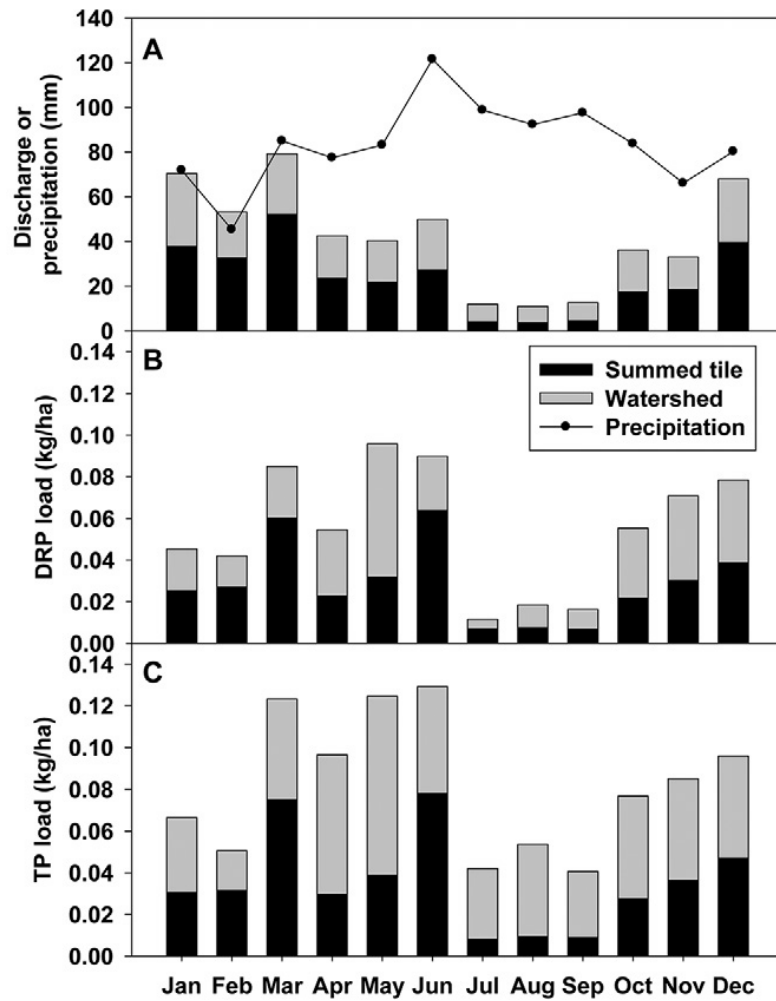 A
Discharge or
precipitation (mm)
140
120
100
80
60
40
20
0
B
DRP load (kg/ha)
0.14
0.12
0.10
0.08
0.06
0.04
0.02
0.00
Summed tile
Watershed
Precipitation
C
TP load (kg/ha)
0.14
0.12
0.10
0.08
0.06
0.04
0.02
0.00
Jan Feb Mar Apr May Jun Jul Aug Sep Oct Nov Dec